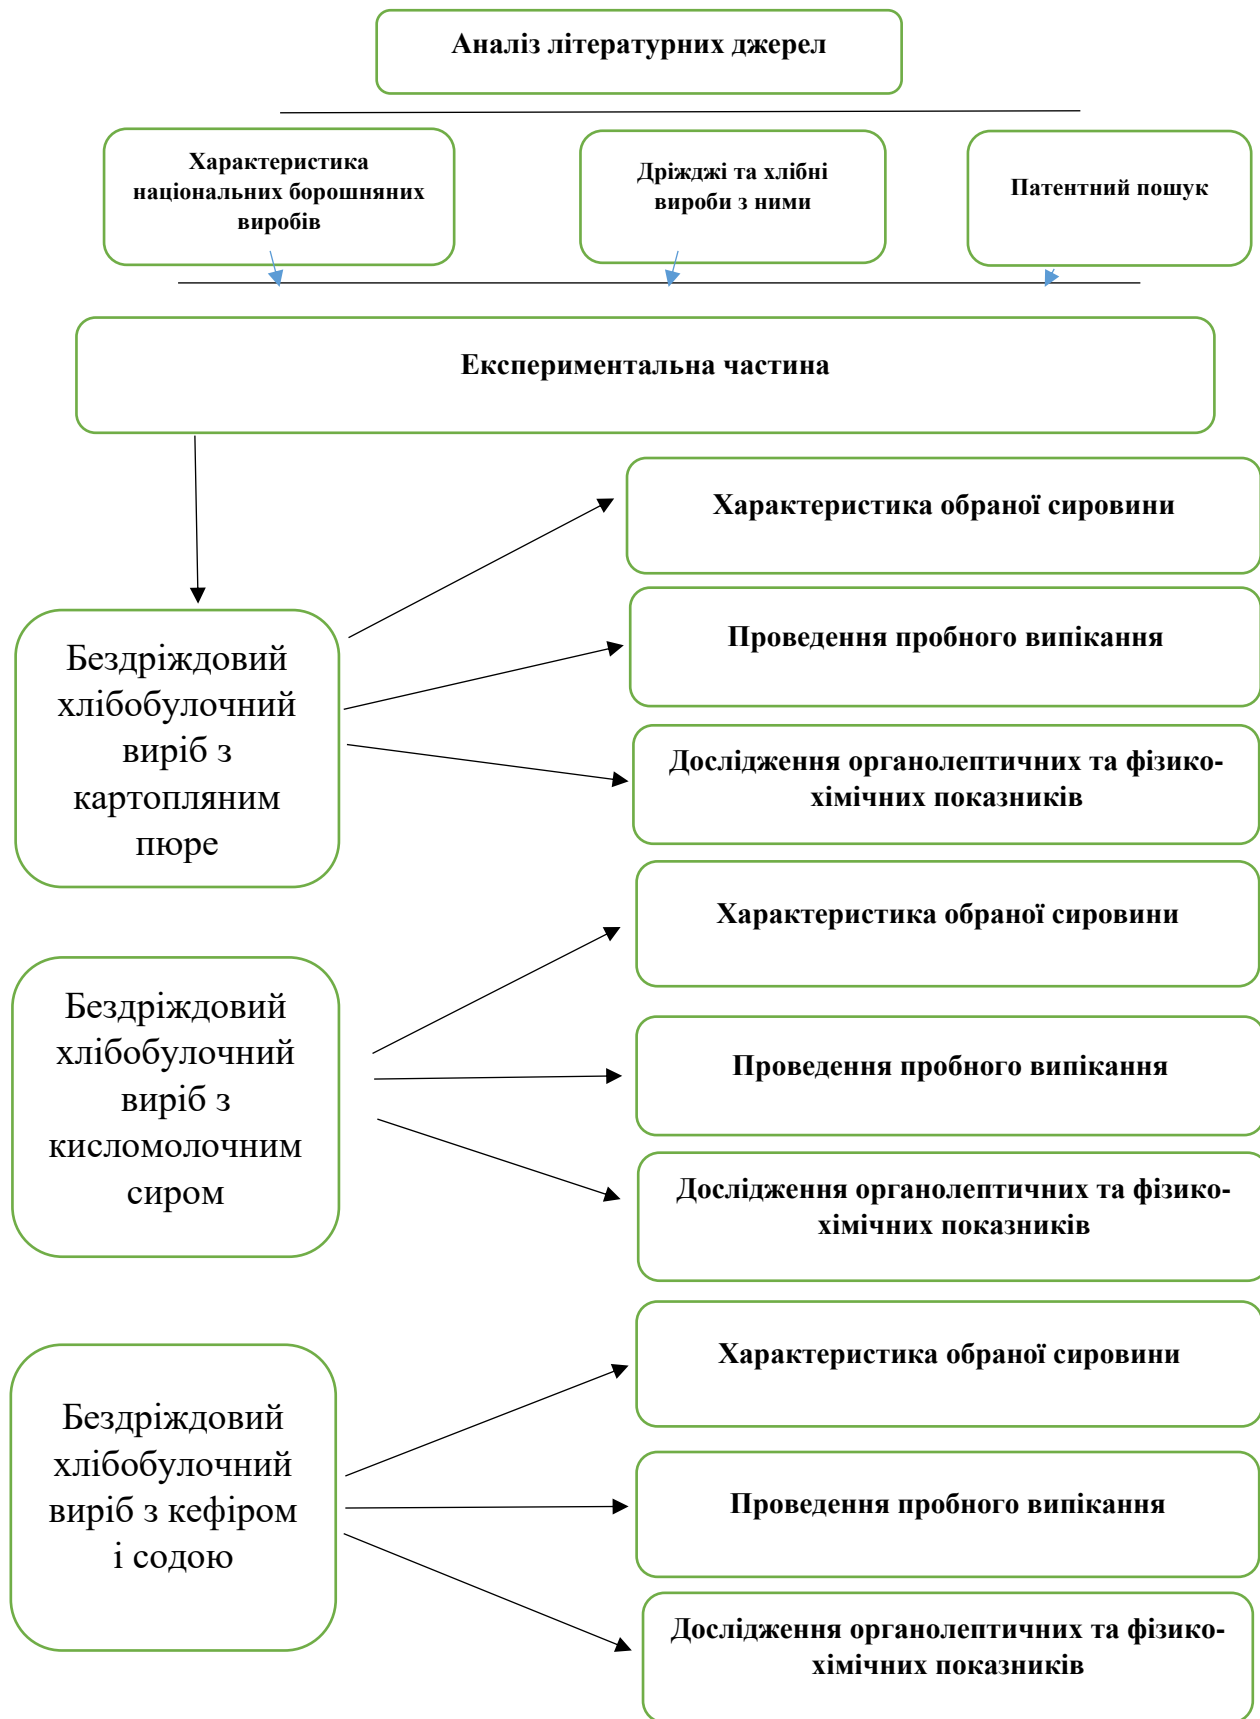 Аналіз літературних джерел
Характеристика
національних борошняних
виробів
Дріжджі та хлібні
вироби з ними
Патентний пошук
Експериментальна частина
Бездріждовий
хлібобулочний
виріб з
картопляним
пюре
Характеристика обраної сировини
Проведення пробного випікання
Дослідження органолептичних та фізико-
хімічних показників
Бездріждовий
хлібобулочний
виріб з
кисломолочним
сиром
Характеристика обраної сировини
Проведення пробного випікання
Дослідження органолептичних та фізико-
хімічних показників
Бездріждовий
хлібобулочний
виріб з кефіром
і содою
Характеристика обраної сировини
Проведення пробного випікання
Дослідження органолептичних та фізико-
хімічних показників